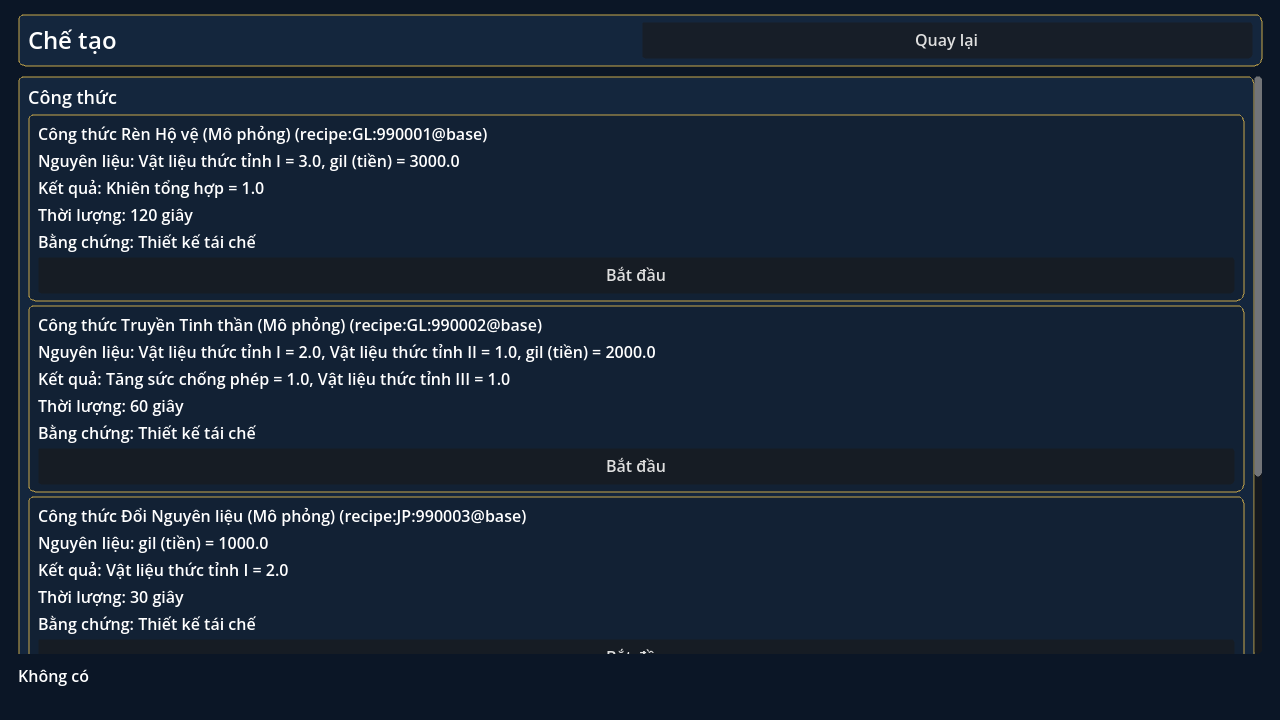 Chế tạo
Quay lại
Công thức
Công thức Rèn Hộ vệ (Mô phỏng) (recipe:GL:990001@base)
Nguyên liệu: Vật liệu thức tỉnh I = 3.0, gil (tiền) = 3000.0
Kết quả: Khiên tổng hợp = 1.0
Thời lượng: 120 giây
Bằng chứng: Thiết kế tái chế
Bắt đầu
Công thức Truyền Tinh thần (Mô phỏng) (recipe:GL:990002@base)
Nguyên liệu: Vật liệu thức tỉnh I = 2.0, Vật liệu thức tỉnh II = 1.0, gil (tiền) = 2000.0
Kết quả: Tăng sức chống phép = 1.0, Vật liệu thức tỉnh III = 1.0
Thời lượng: 60 giây
Bằng chứng: Thiết kế tái chế
Bắt đầu
Công thức Đổi Nguyên liệu (Mô phỏng) (recipe:JP:990003@base)
Nguyên liệu: gil (tiền) = 1000.0
Kết quả: Vật liệu thức tỉnh I = 2.0
Thời lượng: 30 giây
Bằng chứng: Thiết kế tái chế
Không có